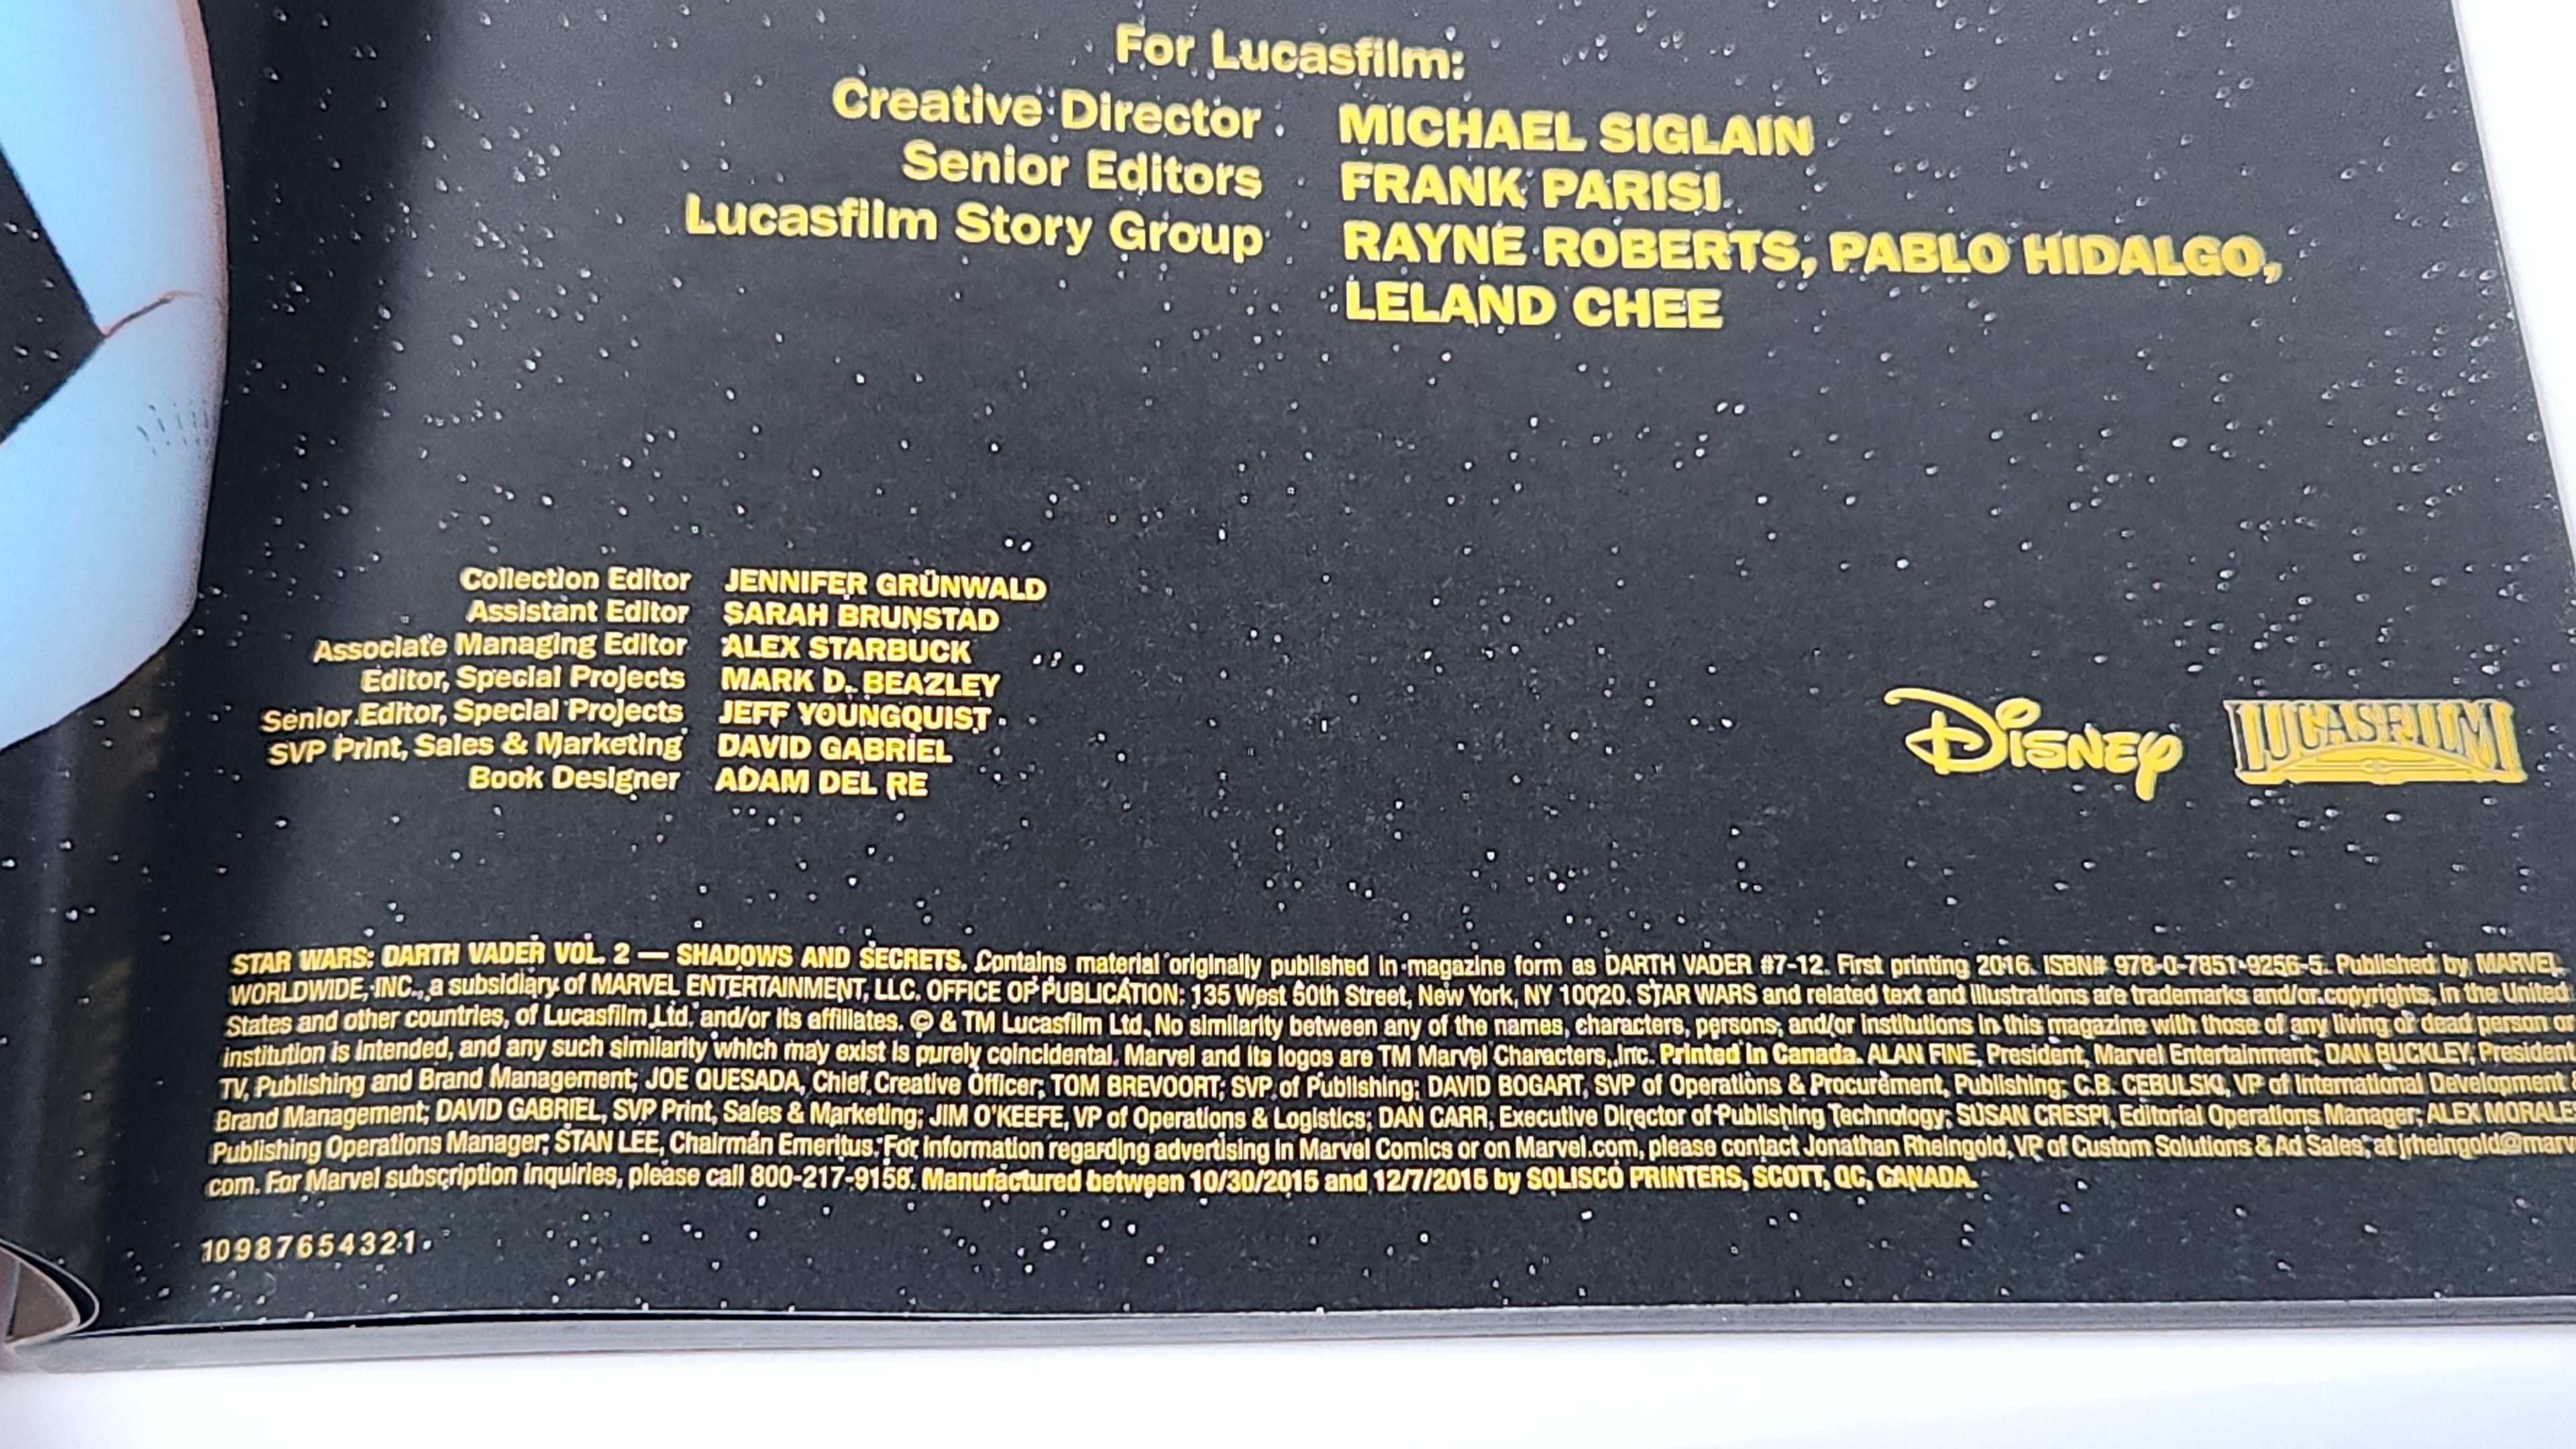 For Lucasfilm:
Creative Director MICHAEL SIGLAIN
Senior Editors FRANK PARISI
Lucasfilm Story Group RAYNE ROBERTS, PABLO HIDALGO,
LELAND CHEE
Collection Editor JENNIFER GRÜNWALD
Assistant Editor SARAH BRUNSTAD
Associate Managing Editor ALEX STARBUCK
Editor, Special Projects MARK D. BEAZLEY
Senior Editor, Special Projects JEFF YOUNGQUIST
SVP Print, Sales & Marketing DAVID GABRIEL
Book Designer ADAM DEL RE
Disney LUCASFILM
STAR WARS: DARTH VADER VOL. 2 — SHADOWS AND SECRETS. Contains material originally published in magazine form as DARTH VADER #7-12. First printing 2016. ISBN# 978-0-7851-9256-5. Published by MARVEL
WORLDWIDE, INC., a subsidiary of MARVEL ENTERTAINMENT, LLC. OFFICE OF PUBLICATION: 135 West 50th Street, New York, NY 10020. STAR WARS and related text and illustrations are trademarks and/or copyrights, in the United
States and other countries, of Lucasfilm Ltd. and/or its affiliates. © & TM Lucasfilm Ltd. No similarity between any of the names, characters, persons, and/or institutions in this magazine with those of any living or dead person or
institution is intended, and any such similarity which may exist is purely coincidental. Marvel and its logos are TM Marvel Characters, Inc. Printed in Canada. ALAN FINE, President, Marvel Entertainment; DAN BUCKLEY, President
TV, Publishing and Brand Management; JOE QUESADA, Chief Creative Officer; TOM BREVOORT, SVP of Publishing; DAVID BOGART, SVP of Operations & Procurement, Publishing; C.B. CEBULSKI, VP of International Development
Brand Management; DAVID GABRIEL, SVP Print, Sales & Marketing; JIM O'KEEFE, VP of Operations & Logistics; DAN CARR, Executive Director of Publishing Technology; SUSAN CRESPI, Editorial Operations Manager; ALEX MORALE
Publishing Operations Manager; STAN LEE, Chairman Emeritus. For information regarding advertising in Marvel Comics or on Marvel.com, please contact Jonathan Rheingold, VP of Custom Solutions & Ad Sales, at jrheingold@marv
com. For Marvel subscription inquiries, please call 800-217-9158. Manufactured between 10/30/2015 and 12/7/2015 by SOLISCO PRINTERS, SCOTT, QC, CANADA.
10 9 8 7 6 5 4 3 2 1